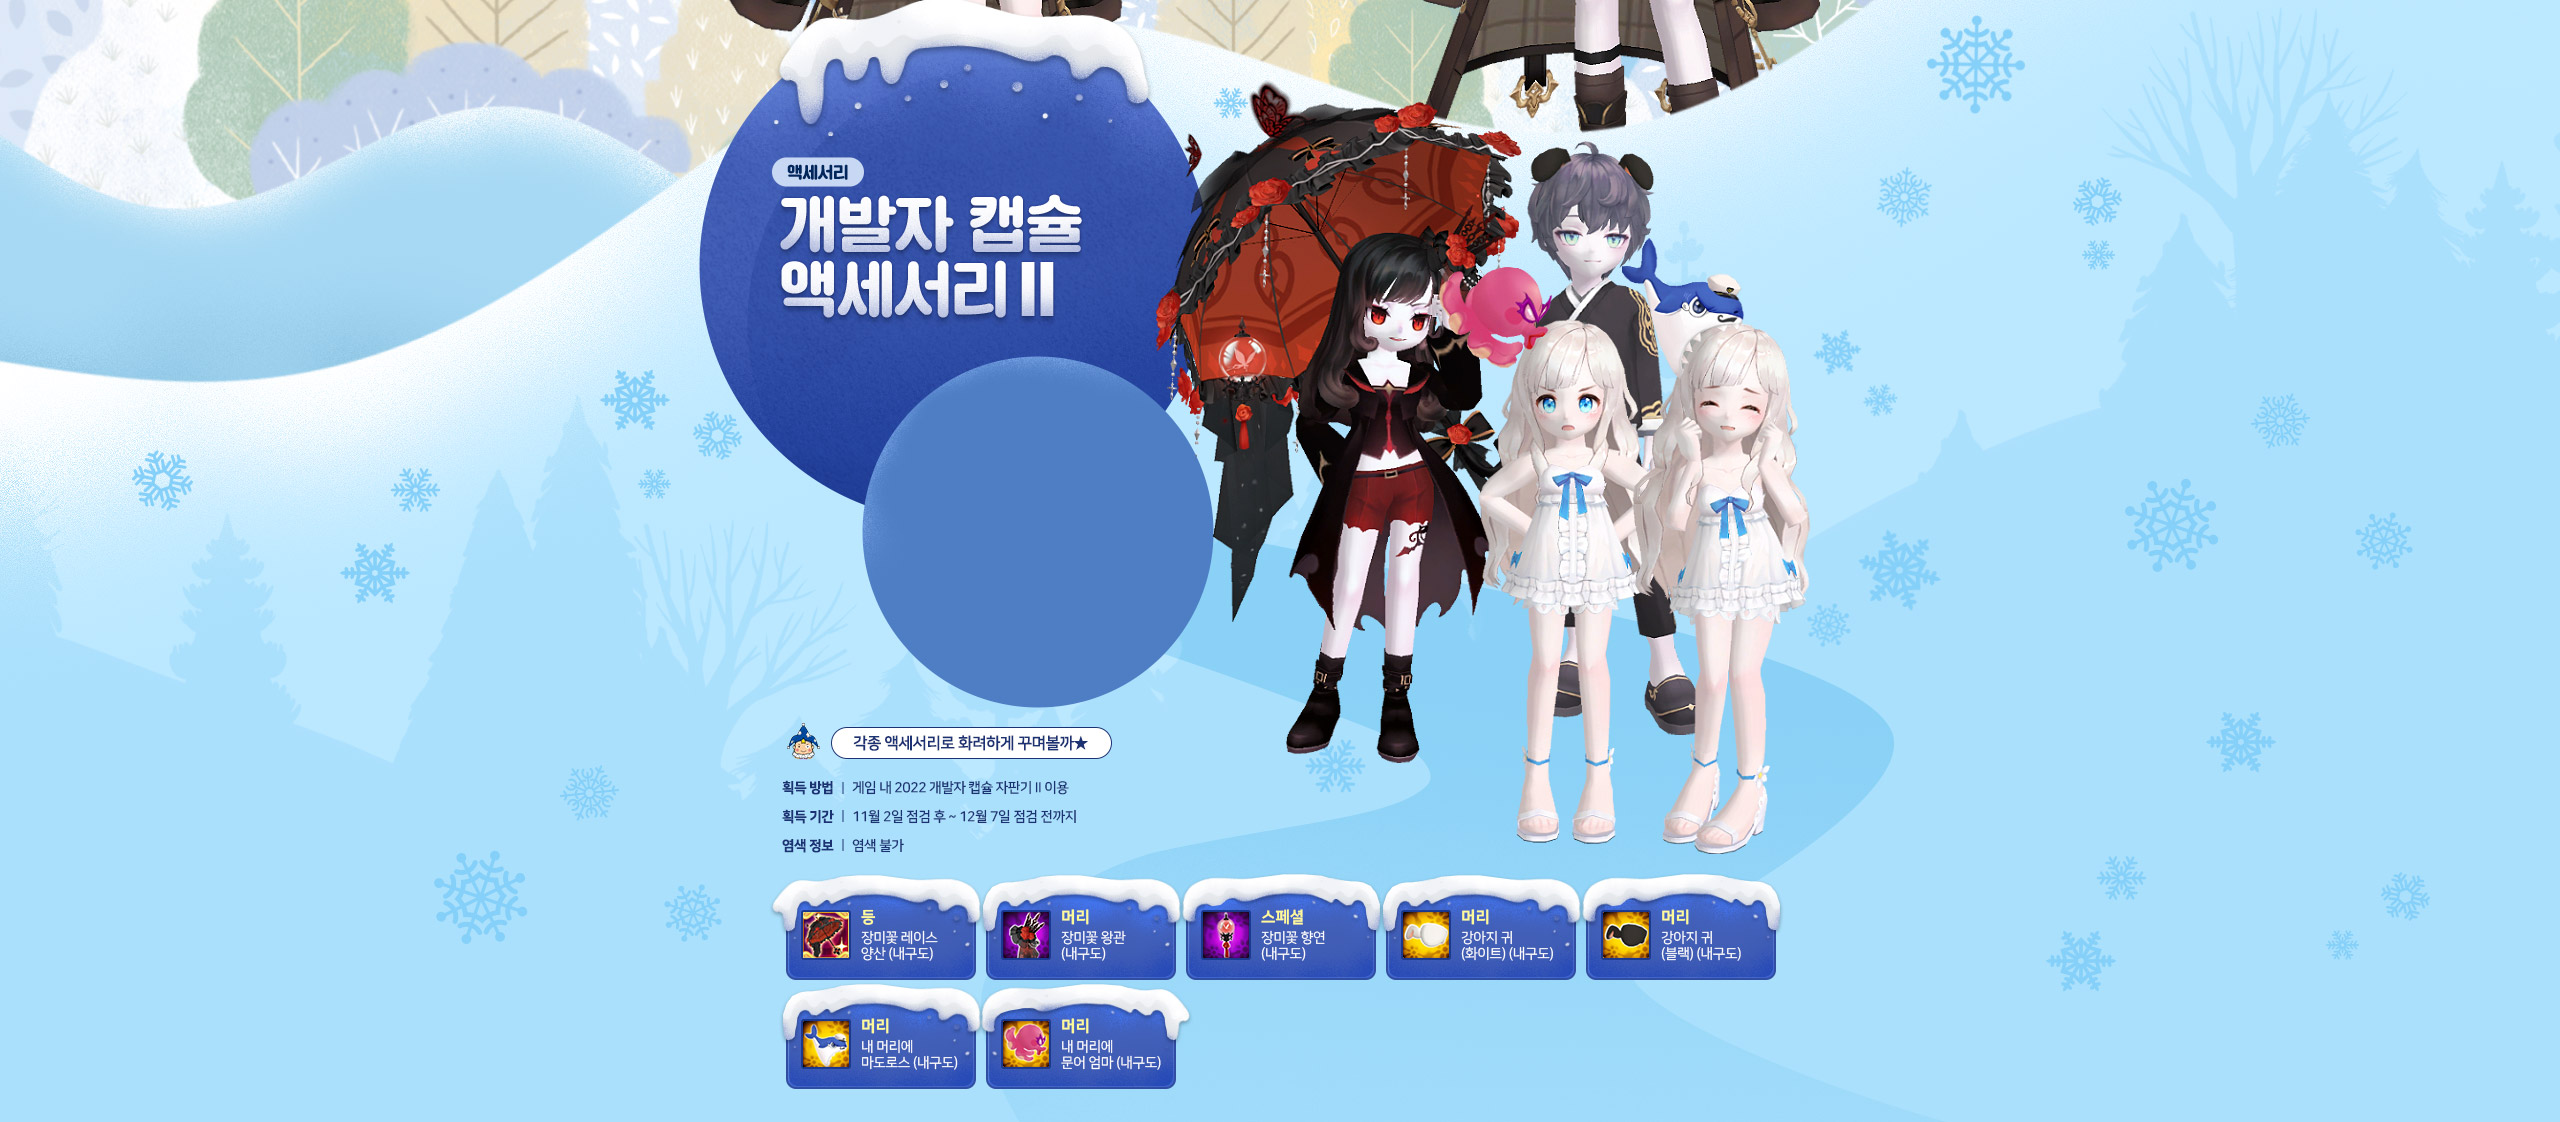 액세서리
개발자 캡슐
액세서리 II
각종 액세서리로 화려하게 꾸며볼까★
획득 방법 | 게임 내 2022 개발자 캡슐 자판기 II 이용
획득 기간 | 11월 2일 점검 후 ~ 12월 7일 점검 전까지
염색 정보 | 염색 불가
등
장미꽃 레이스
양산 (내구도)
머리
장미꽃 왕관
(내구도)
스페셜
장미꽃 향연
(내구도)
머리
강아지 귀
(화이트) (내구도)
머리
강아지 귀
(블랙) (내구도)
머리
내 머리에
마도로스 (내구도)
머리
내 머리에
문어 엄마 (내구도)